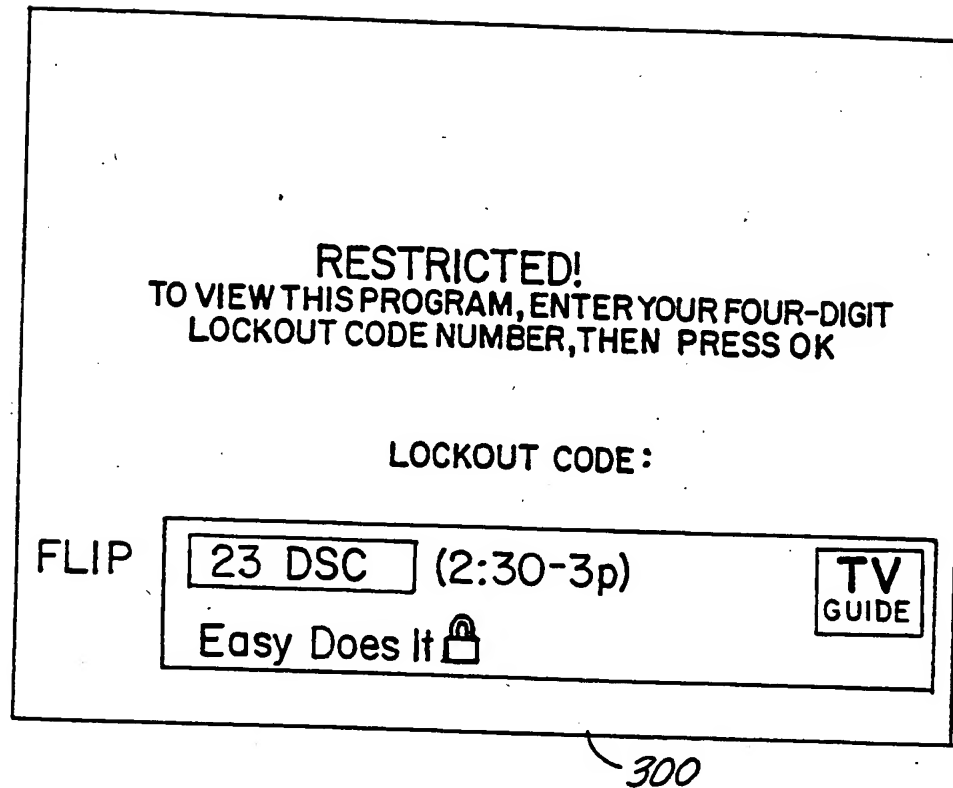 RESTRICTED!
TO VIEW THIS PROGRAM, ENTER YOUR FOUR-DIGIT
LOCKOUT CODE NUMBER, THEN PRESS OK
LOCKOUT CODE:
FLIP
23 DSC (2:30-3p)
TV
GUIDE
Easy Does It
300